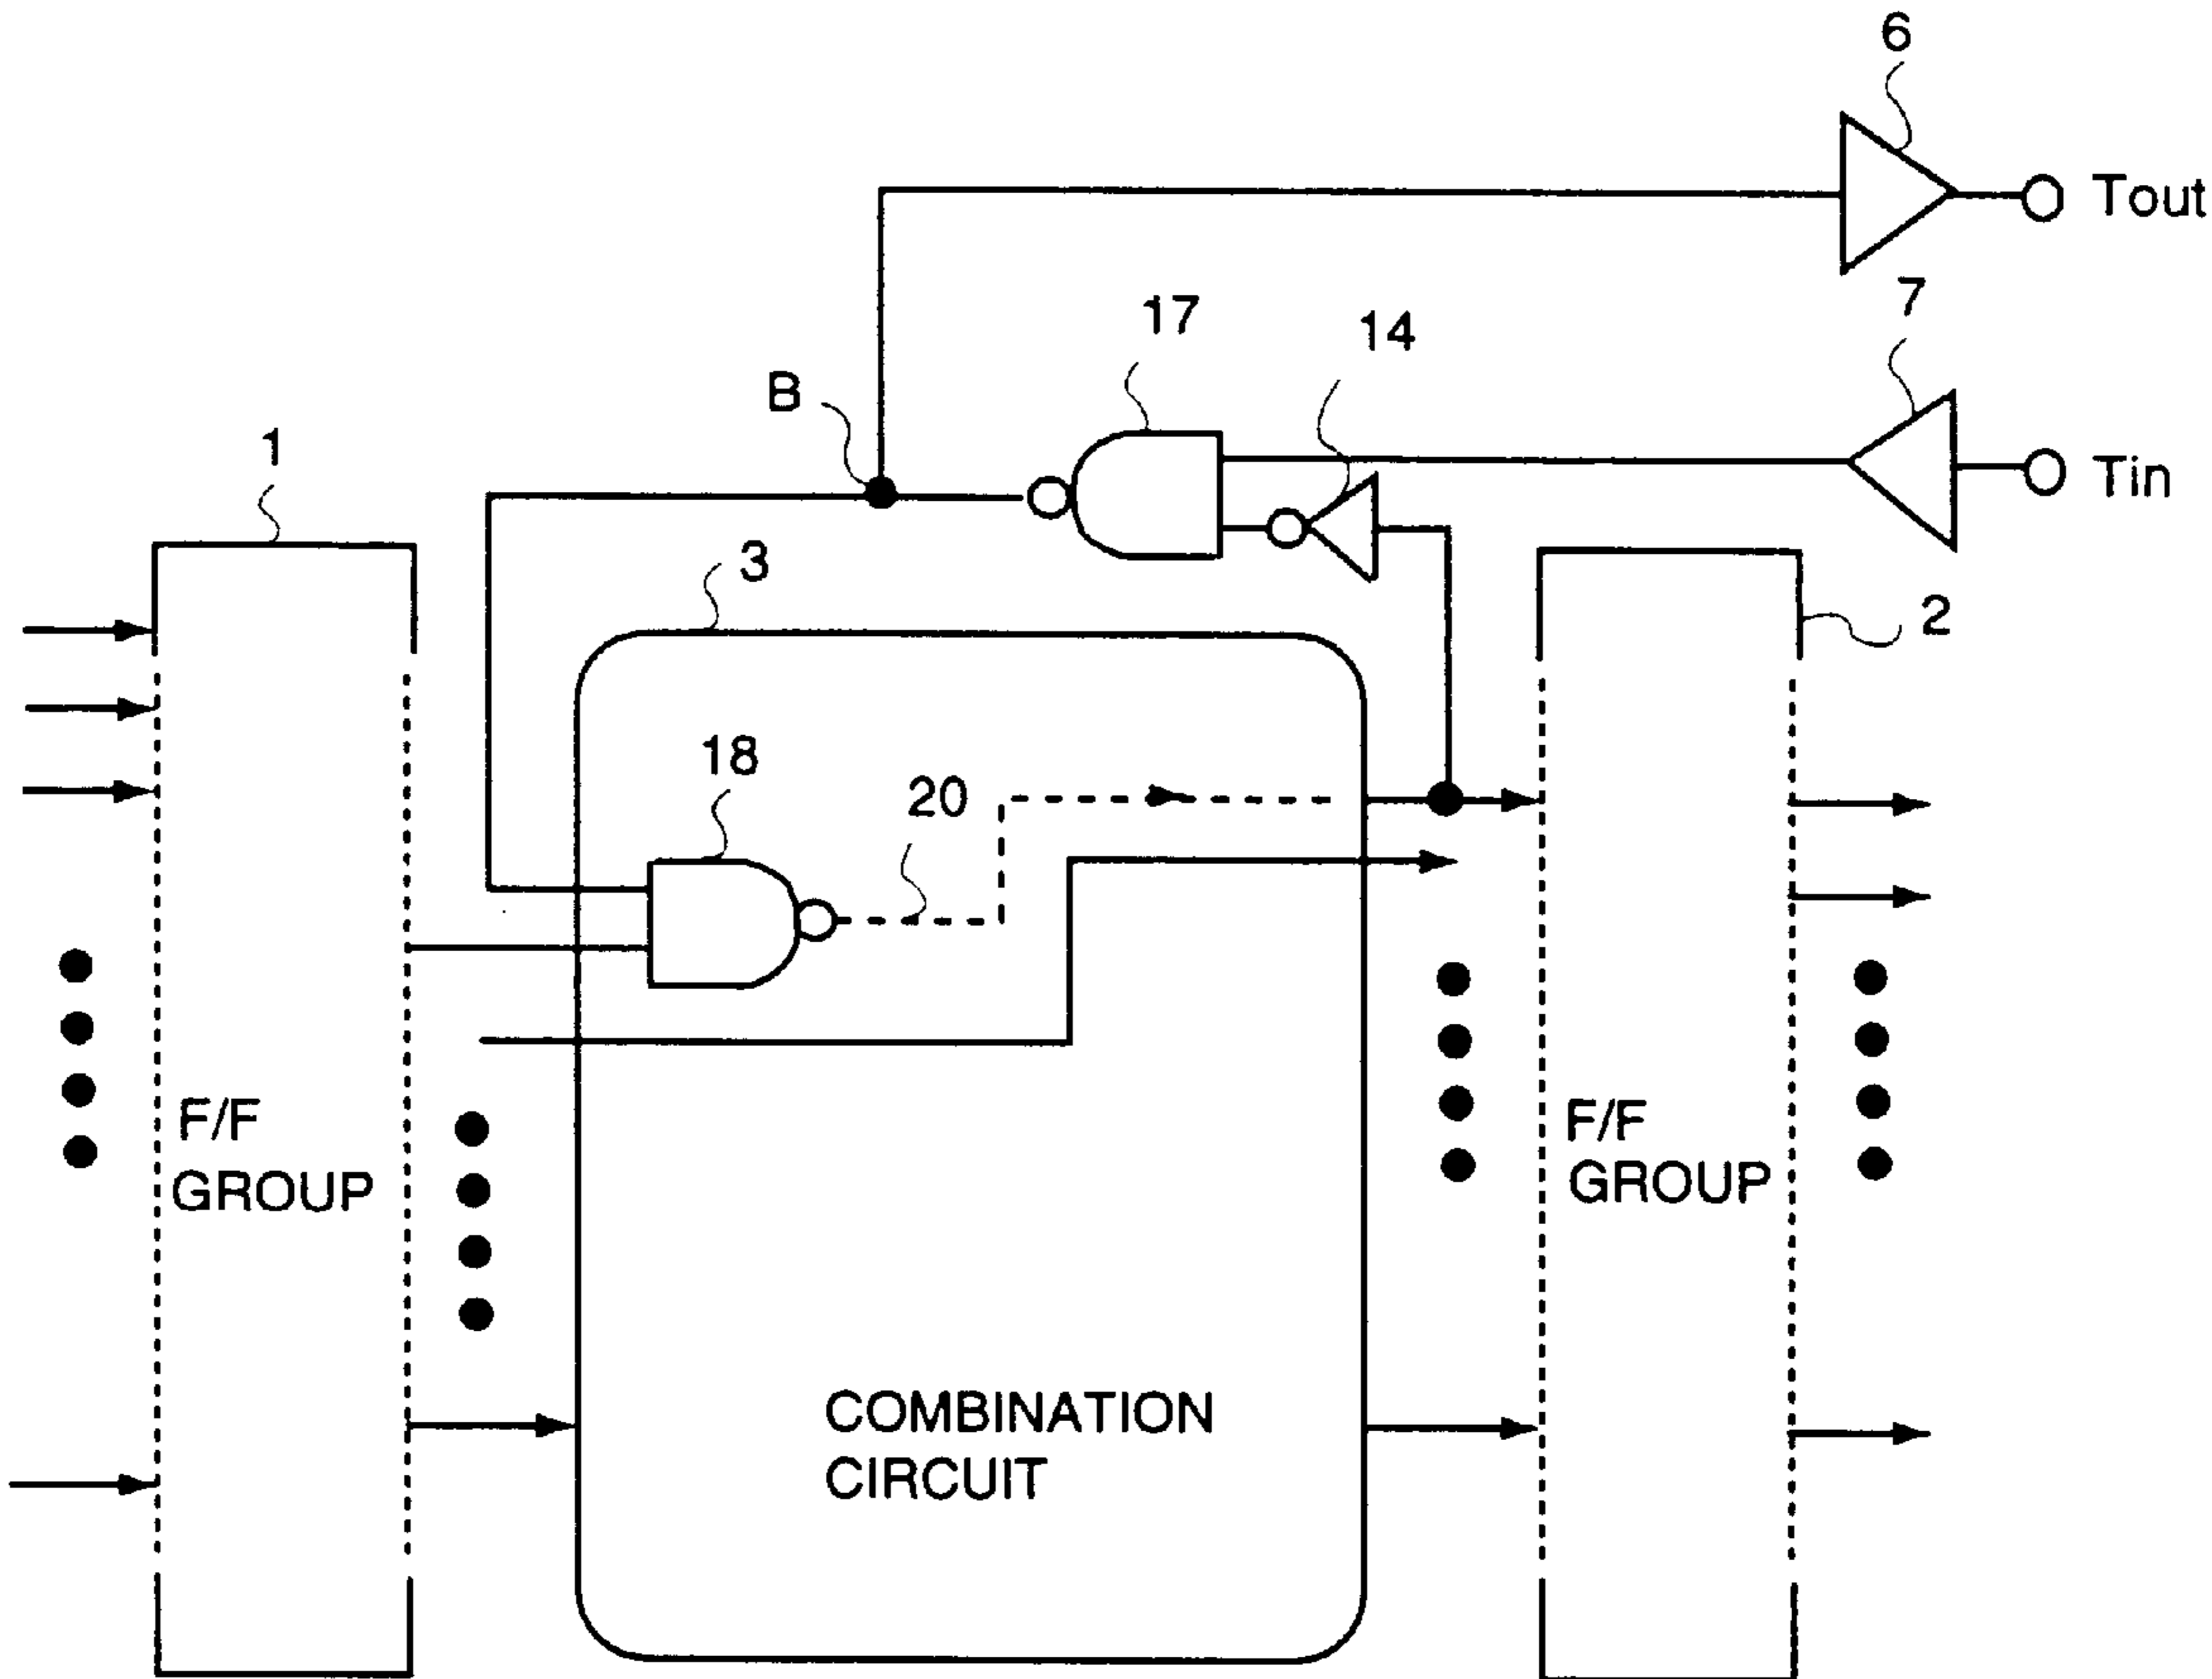 6
Tout
7
17
14
B
Tin
1
3
2
18
20
F/F
GROUP
F/F
GROUP
COMBINATION
CIRCUIT